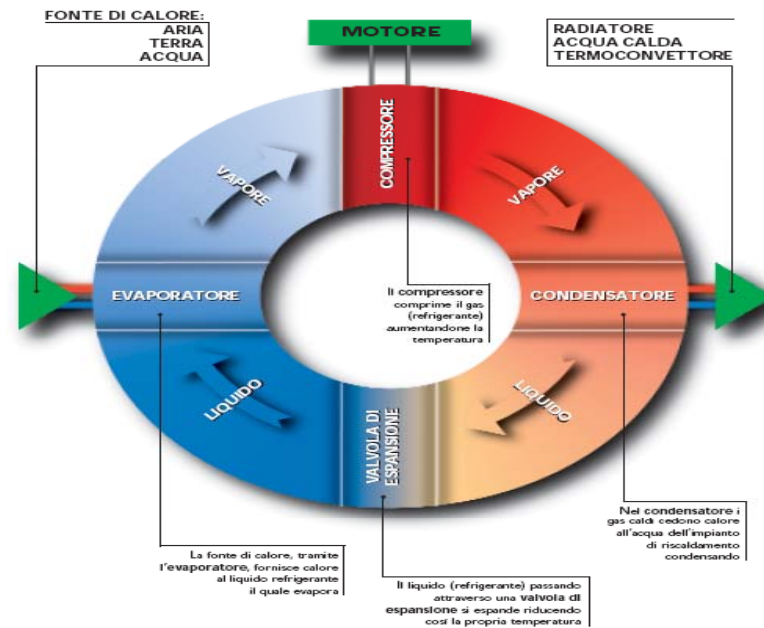 FONTE DI CALORE:
ARIA
TERRA
ACQUA
MOTORE
RADIATORE
ACQUA CALDA
TERMOCONVETTORE
COMPRESSORE
VAPORE
VAPORE
EVAPORATORE
Il compressore
comprime il gas
(refrigerante)
aumentandone la
temperatura
CONDENSATORE
LIQUIDO
VALVOLA DI
ESPANSIONE
LIQUIDO
La fonte di calore, tramite
l'evaporatore, fornisce calore
al liquido refrigerante
il quale evapora
Il liquido (refrigerante) passando
attraverso una valvola di
espansione si espande riducendo
così la propria temperatura
Nel condensatore i
gas caldi cedono calore
all'acqua dell'impianto
di riscaldamento
condensando